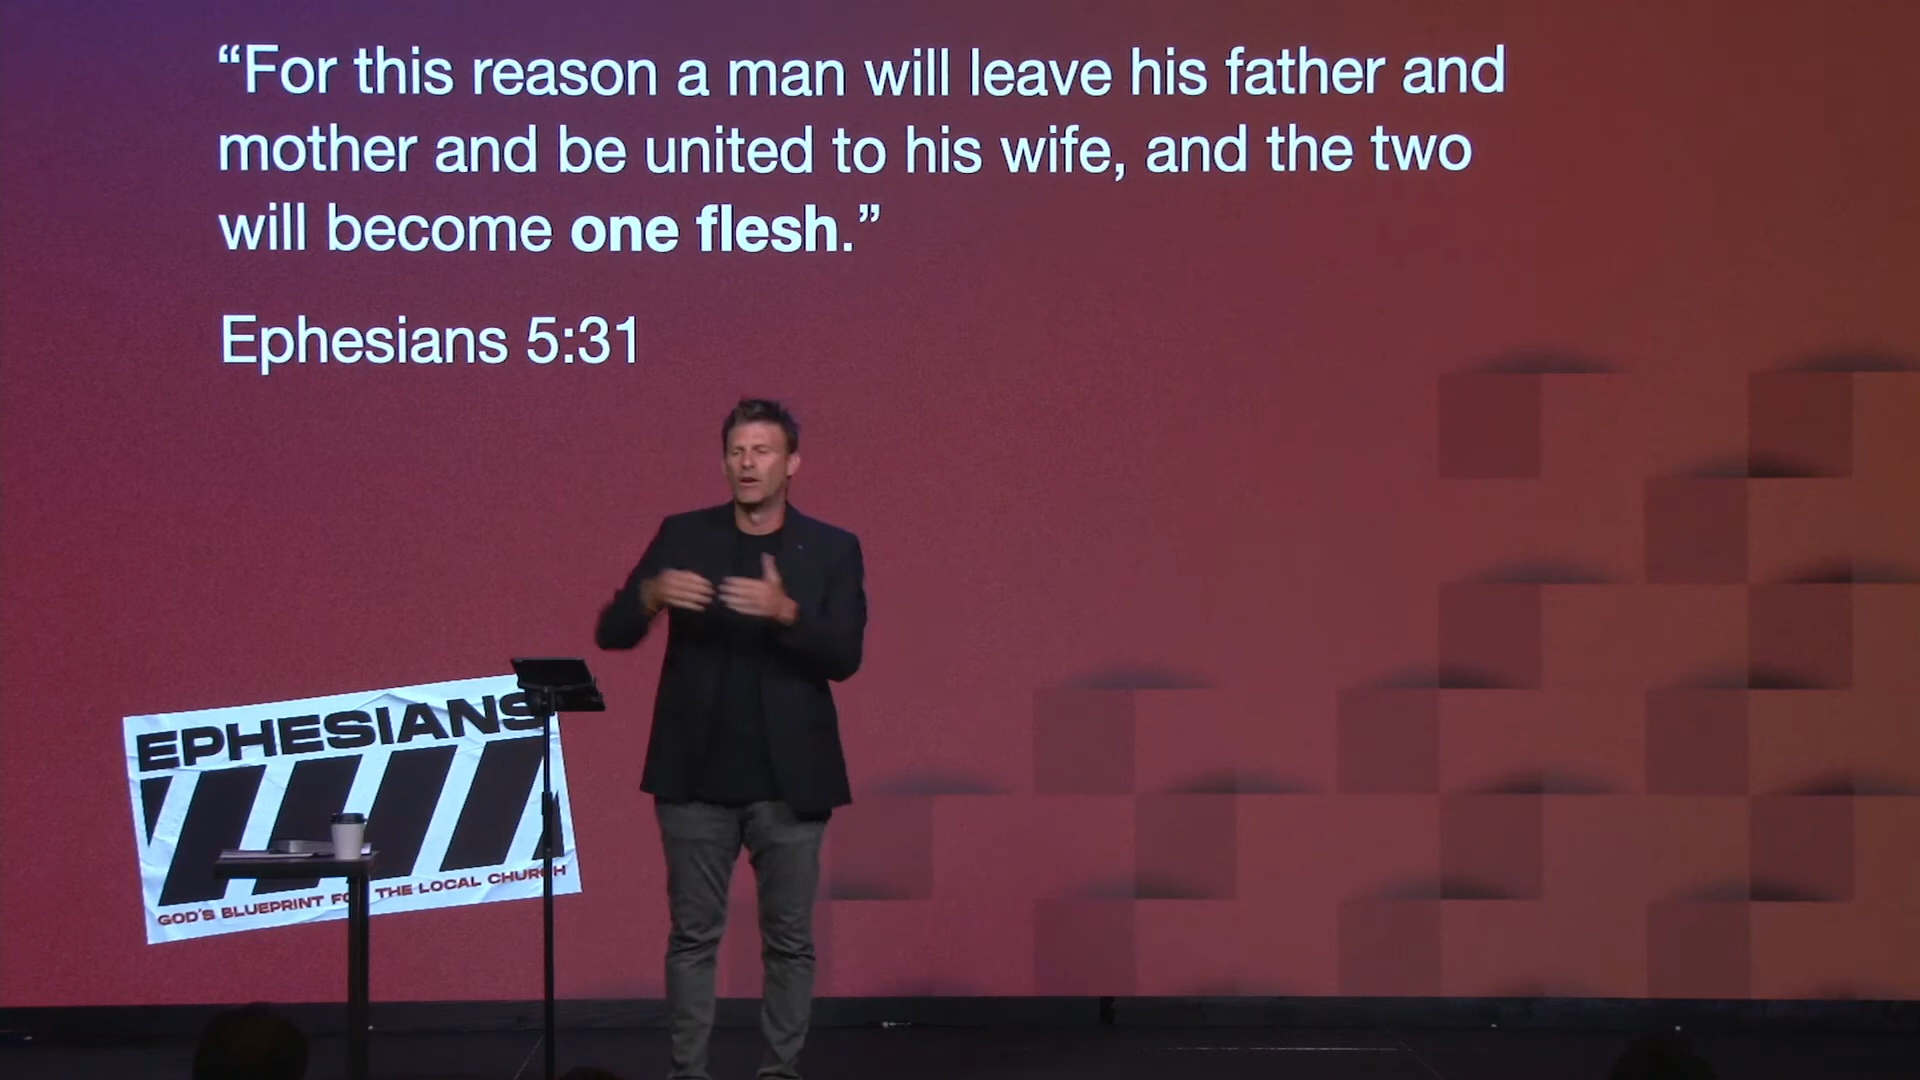 “For this reason a man will leave his father and
mother and be united to his wife, and the two
will become one flesh.”
Ephesians 5:31
EPHESIANS
GOD'S BLUEPRINT FOR THE LOCAL CHURCH